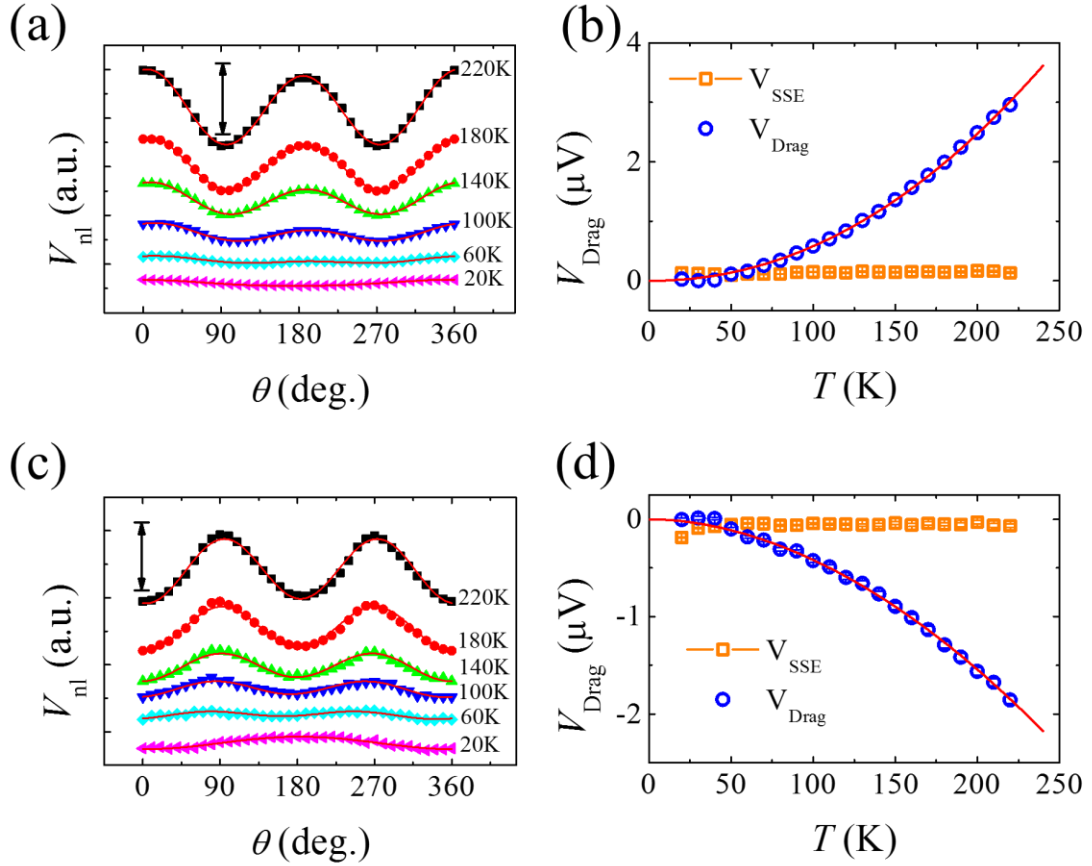 (a)
V_nl (a.u.)
220K
180K
140K
100K
60K
20K
0 90 180 270 360
θ (deg.)
(b)
V_Drag (μV)
4
2
0
V_SSE
V_Drag
0 50 100 150 200 250
T (K)
(c)
V_nl (a.u.)
220K
180K
140K
100K
60K
20K
0 90 180 270 360
θ (deg.)
(d)
V_Drag (μV)
0
-1
-2
V_SSE
V_Drag
0 50 100 150 200 250
T (K)